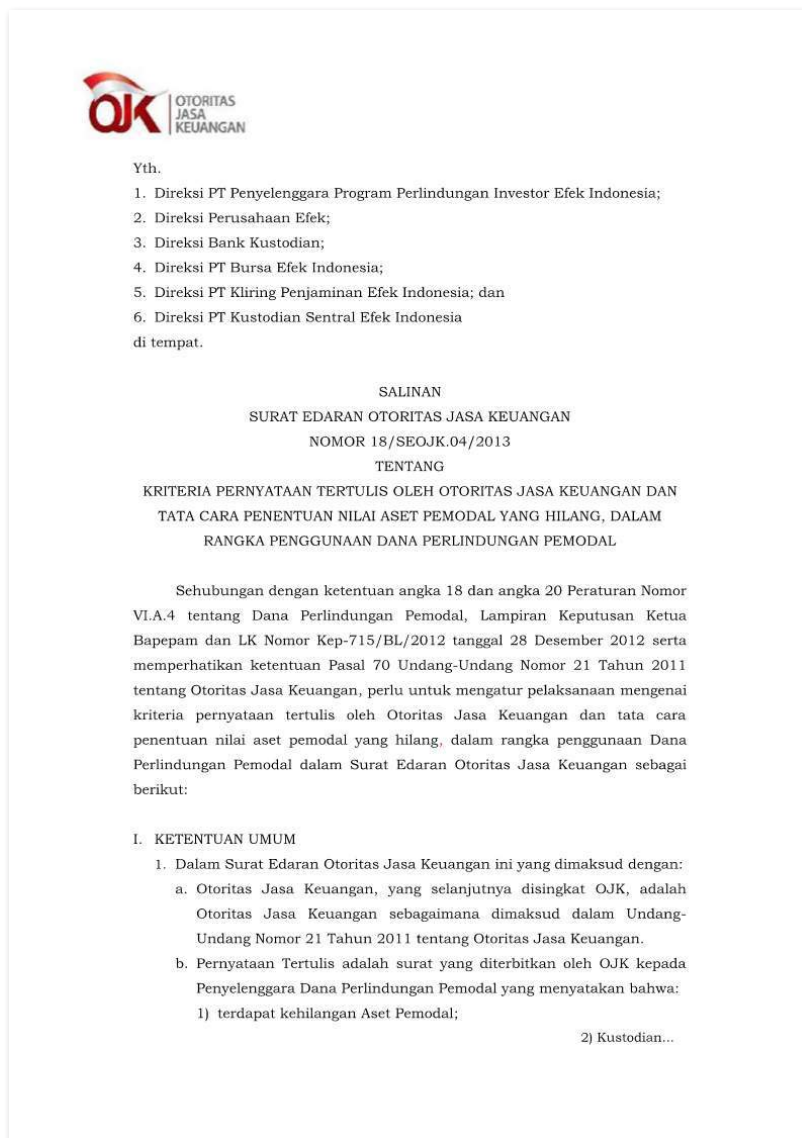 OJK
OTORITAS
JASA
KEUANGAN
Yth.
1. Direksi PT Penyelenggara Program Perlindungan Investor Efek Indonesia;
2. Direksi Perusahaan Efek;
3. Direksi Bank Kustodian;
4. Direksi PT Bursa Efek Indonesia;
5. Direksi PT Kliring Penjaminan Efek Indonesia; dan
6. Direksi PT Kustodian Sentral Efek Indonesia
di tempat.
SALINAN
SURAT EDARAN OTORITAS JASA KEUANGAN
NOMOR 18/SEOJK.04/2013
TENTANG
KRITERIA PERNYATAAN TERTULIS OLEH OTORITAS JASA KEUANGAN DAN
TATA CARA PENENTUAN NILAI ASET PEMODAL YANG HILANG, DALAM
RANGKA PENGGUNAAN DANA PERLINDUNGAN PEMODAL
Sehubungan dengan ketentuan angka 18 dan angka 20 Peraturan Nomor
VI.A.4 tentang Dana Perlindungan Pemodal, Lampiran Keputusan Ketua
Bapepam dan LK Nomor Kep-715/BL/2012 tanggal 28 Desember 2012 serta
memperhatikan ketentuan Pasal 70 Undang-Undang Nomor 21 Tahun 2011
tentang Otoritas Jasa Keuangan, perlu untuk mengatur pelaksanaan mengenai
kriteria pernyataan tertulis oleh Otoritas Jasa Keuangan dan tata cara
penentuan nilai aset pemodal yang hilang, dalam rangka penggunaan Dana
Perlindungan Pemodal dalam Surat Edaran Otoritas Jasa Keuangan sebagai
berikut:
I. KETENTUAN UMUM
1. Dalam Surat Edaran Otoritas Jasa Keuangan ini yang dimaksud dengan:
a. Otoritas Jasa Keuangan, yang selanjutnya disingkat OJK, adalah
Otoritas Jasa Keuangan sebagaimana dimaksud dalam Undang-
Undang Nomor 21 Tahun 2011 tentang Otoritas Jasa Keuangan.
b. Pernyataan Tertulis adalah surat yang diterbitkan oleh OJK kepada
Penyelenggara Dana Perlindungan Pemodal yang menyatakan bahwa:
1) terdapat kehilangan Aset Pemodal;
2) Kustodian...